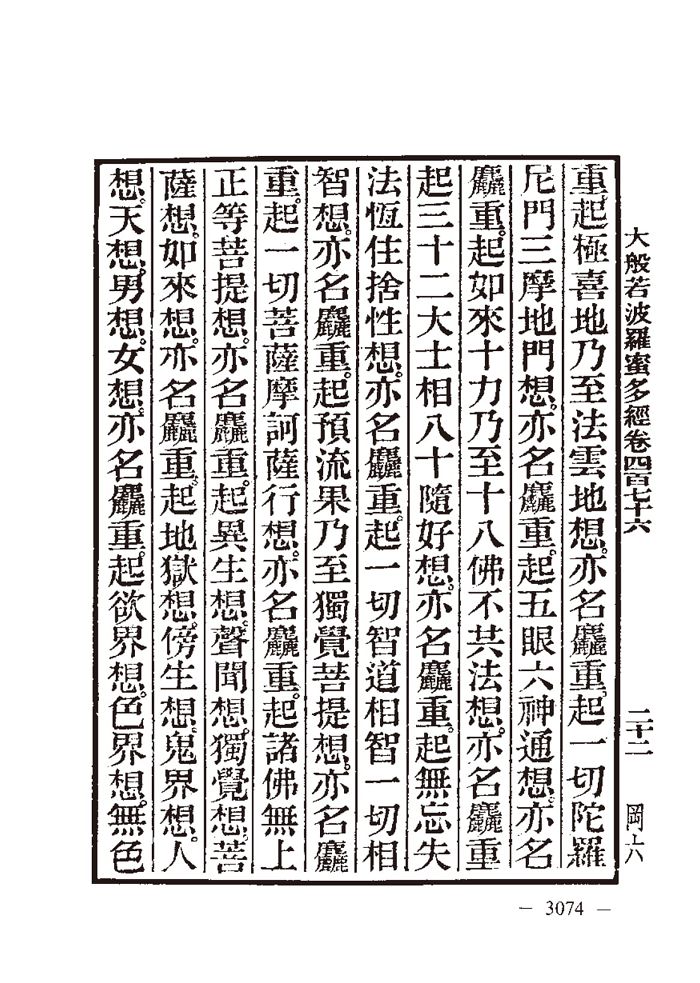 大般若波羅蜜多經卷四百七十六
二十二
岡六
重。起極喜地乃至法雲地想。亦名麤重。起一切陀羅
尼門三摩地門想。亦名麤重。起五眼六神通想。亦名
麤重。起如來十力乃至十八佛不共法想。亦名麤重
起三十二大士相八十隨好想。亦名麤重。起無忘失
法恆住捨性想。亦名麤重。起一切智道相智一切相
智想。亦名麤重。起預流果乃至獨覺菩提想。亦名麤
重。起一切菩薩摩訶薩行想。亦名麤重。起諸佛無上
正等菩提想。亦名麤重。起異生想。聲聞想。獨覺想。菩
薩想。如來想。亦名麤重。起地獄想。傍生想。鬼界想。人
想。天想。男想。女想。亦名麤重。起欲界想。色界想。無色
— 3074 —